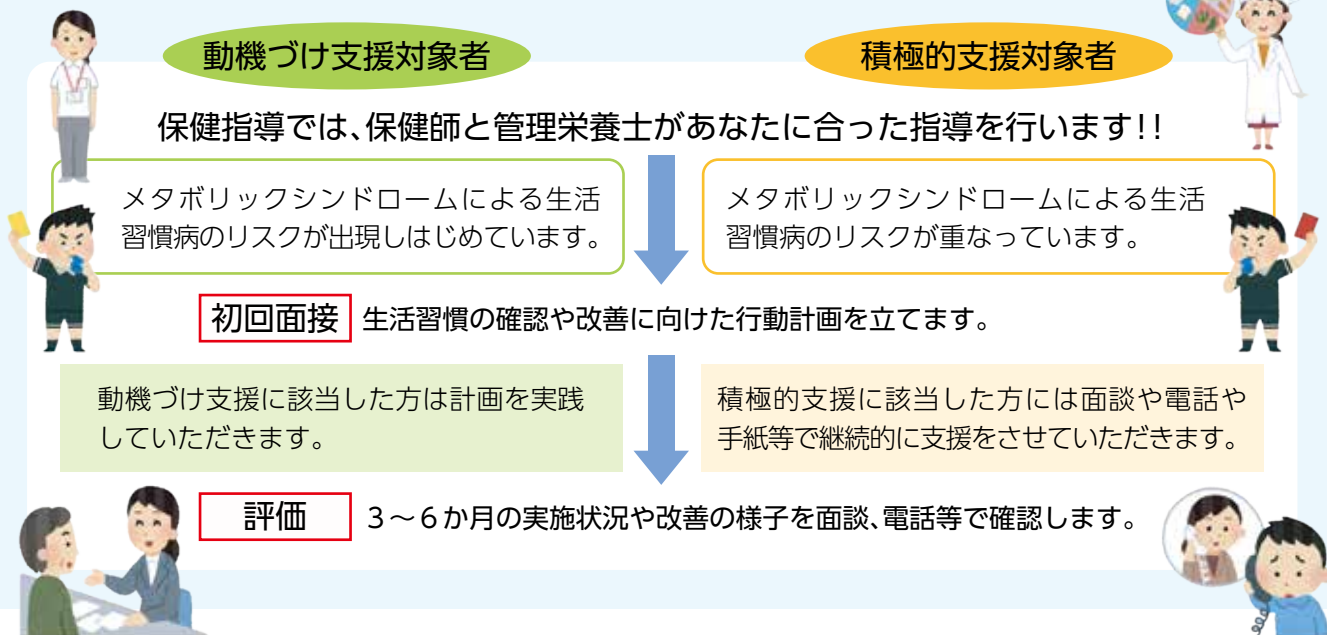 動機づけ支援対象者
積極的支援対象者
保健指導では、保健師と管理栄養士があなたに合った指導を行います!!
メタボリックシンドロームによる生活
習慣病のリスクが出現しはじめています。
メタボリックシンドロームによる生活
習慣病のリスクが重なっています。
初回面接 生活習慣の確認や改善に向けた行動計画を立てます。
動機づけ支援に該当した方は計画を実践
していただきます。
積極的支援に該当した方には面談や電話や
手紙等で継続的に支援をさせていただきます。
評価 3～6か月の実施状況や改善の様子を面談、電話等で確認します。